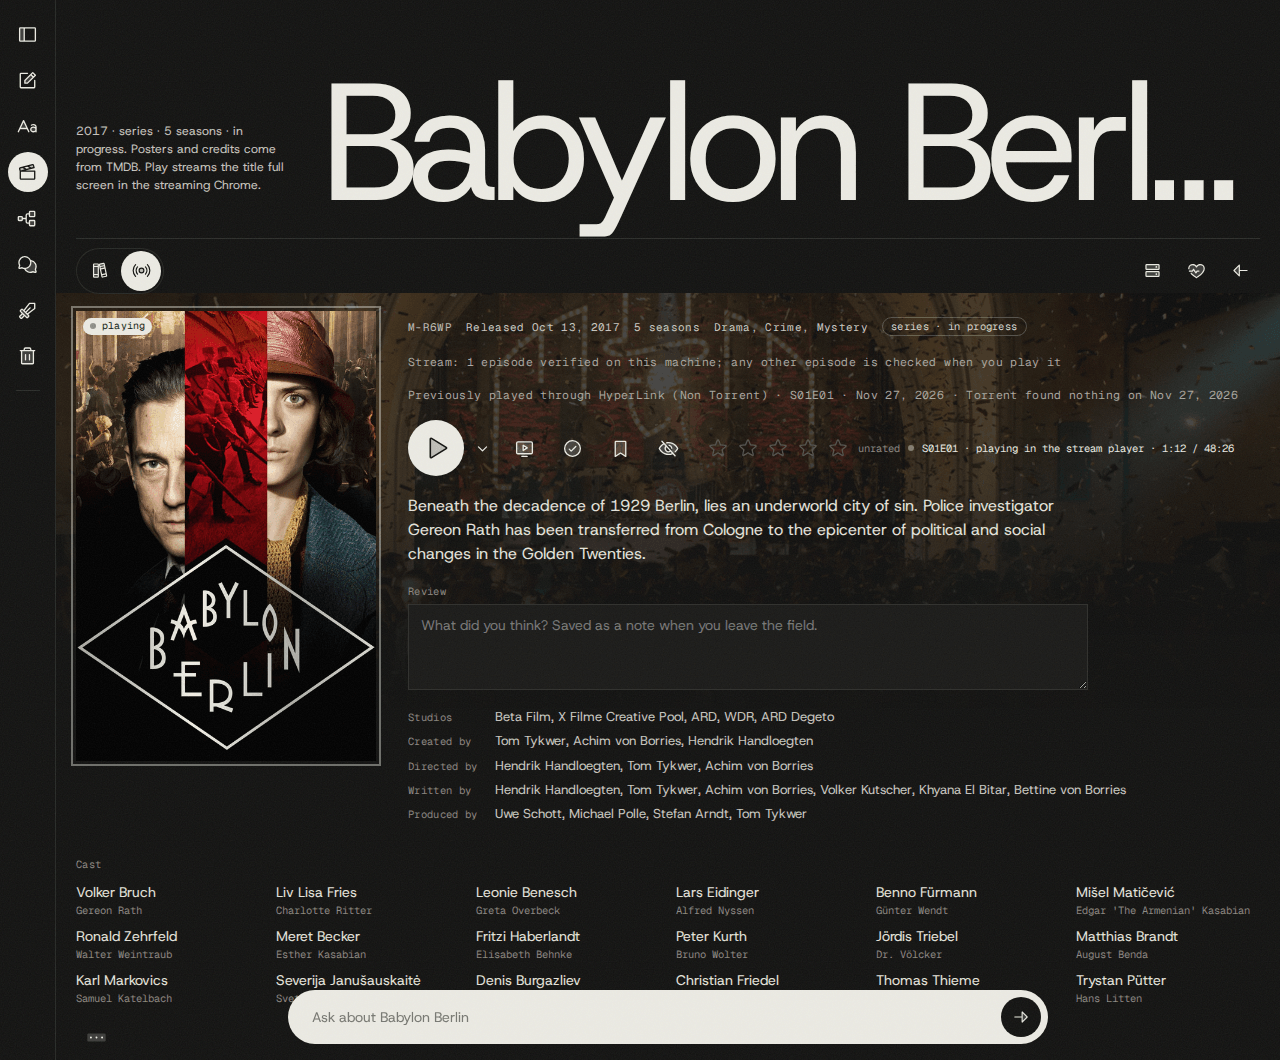 Aa
2017 · series · 5 seasons · in
progress. Posters and credits come
from TMDB. Play streams the title full
screen in the streaming Chrome.
Babylon Berl...
playing
BABYLON
BERLIN
M-R6WP Released Oct 13, 2017 5 seasons Drama, Crime, Mystery series · in progress
Stream: 1 episode verified on this machine; any other episode is checked when you play it
Previously played through HyperLink (Non Torrent) · S01E01 · Nov 27, 2026 · Torrent found nothing on Nov 27, 2026
unrated S01E01 · playing in the stream player · 1:12 / 48:26
Beneath the decadence of 1929 Berlin, lies an underworld city of sin. Police investigator
Gereon Rath has been transferred from Cologne to the epicenter of political and social
changes in the Golden Twenties.
Review
What did you think? Saved as a note when you leave the field.
Studios Beta Film, X Filme Creative Pool, ARD, WDR, ARD Degeto
Created by Tom Tykwer, Achim von Borries, Hendrik Handloegten
Directed by Hendrik Handloegten, Tom Tykwer, Achim von Borries
Written by Hendrik Handloegten, Tom Tykwer, Achim von Borries, Volker Kutscher, Khyana El Bitar, Bettine von Borries
Produced by Uwe Schott, Michael Polle, Stefan Arndt, Tom Tykwer
Cast
Volker Bruch Liv Lisa Fries Leonie Benesch Lars Eidinger Benno Fürmann Mišel Matičević
Gereon Rath Charlotte Ritter Greta Overbeck Alfred Nyssen Günter Wendt Edgar 'The Armenian' Kasabian
Ronald Zehrfeld Meret Becker Fritzi Haberlandt Peter Kurth Jördis Triebel Matthias Brandt
Walter Weintraub Esther Kasabian Elisabeth Behnke Bruno Wolter Dr. Völcker August Benda
Karl Markovics Severija Janušauskaitė Denis Burgazliev Christian Friedel Thomas Thieme Trystan Pütter
Samuel Katelbach Hans Litten
Ask about Babylon Berlin